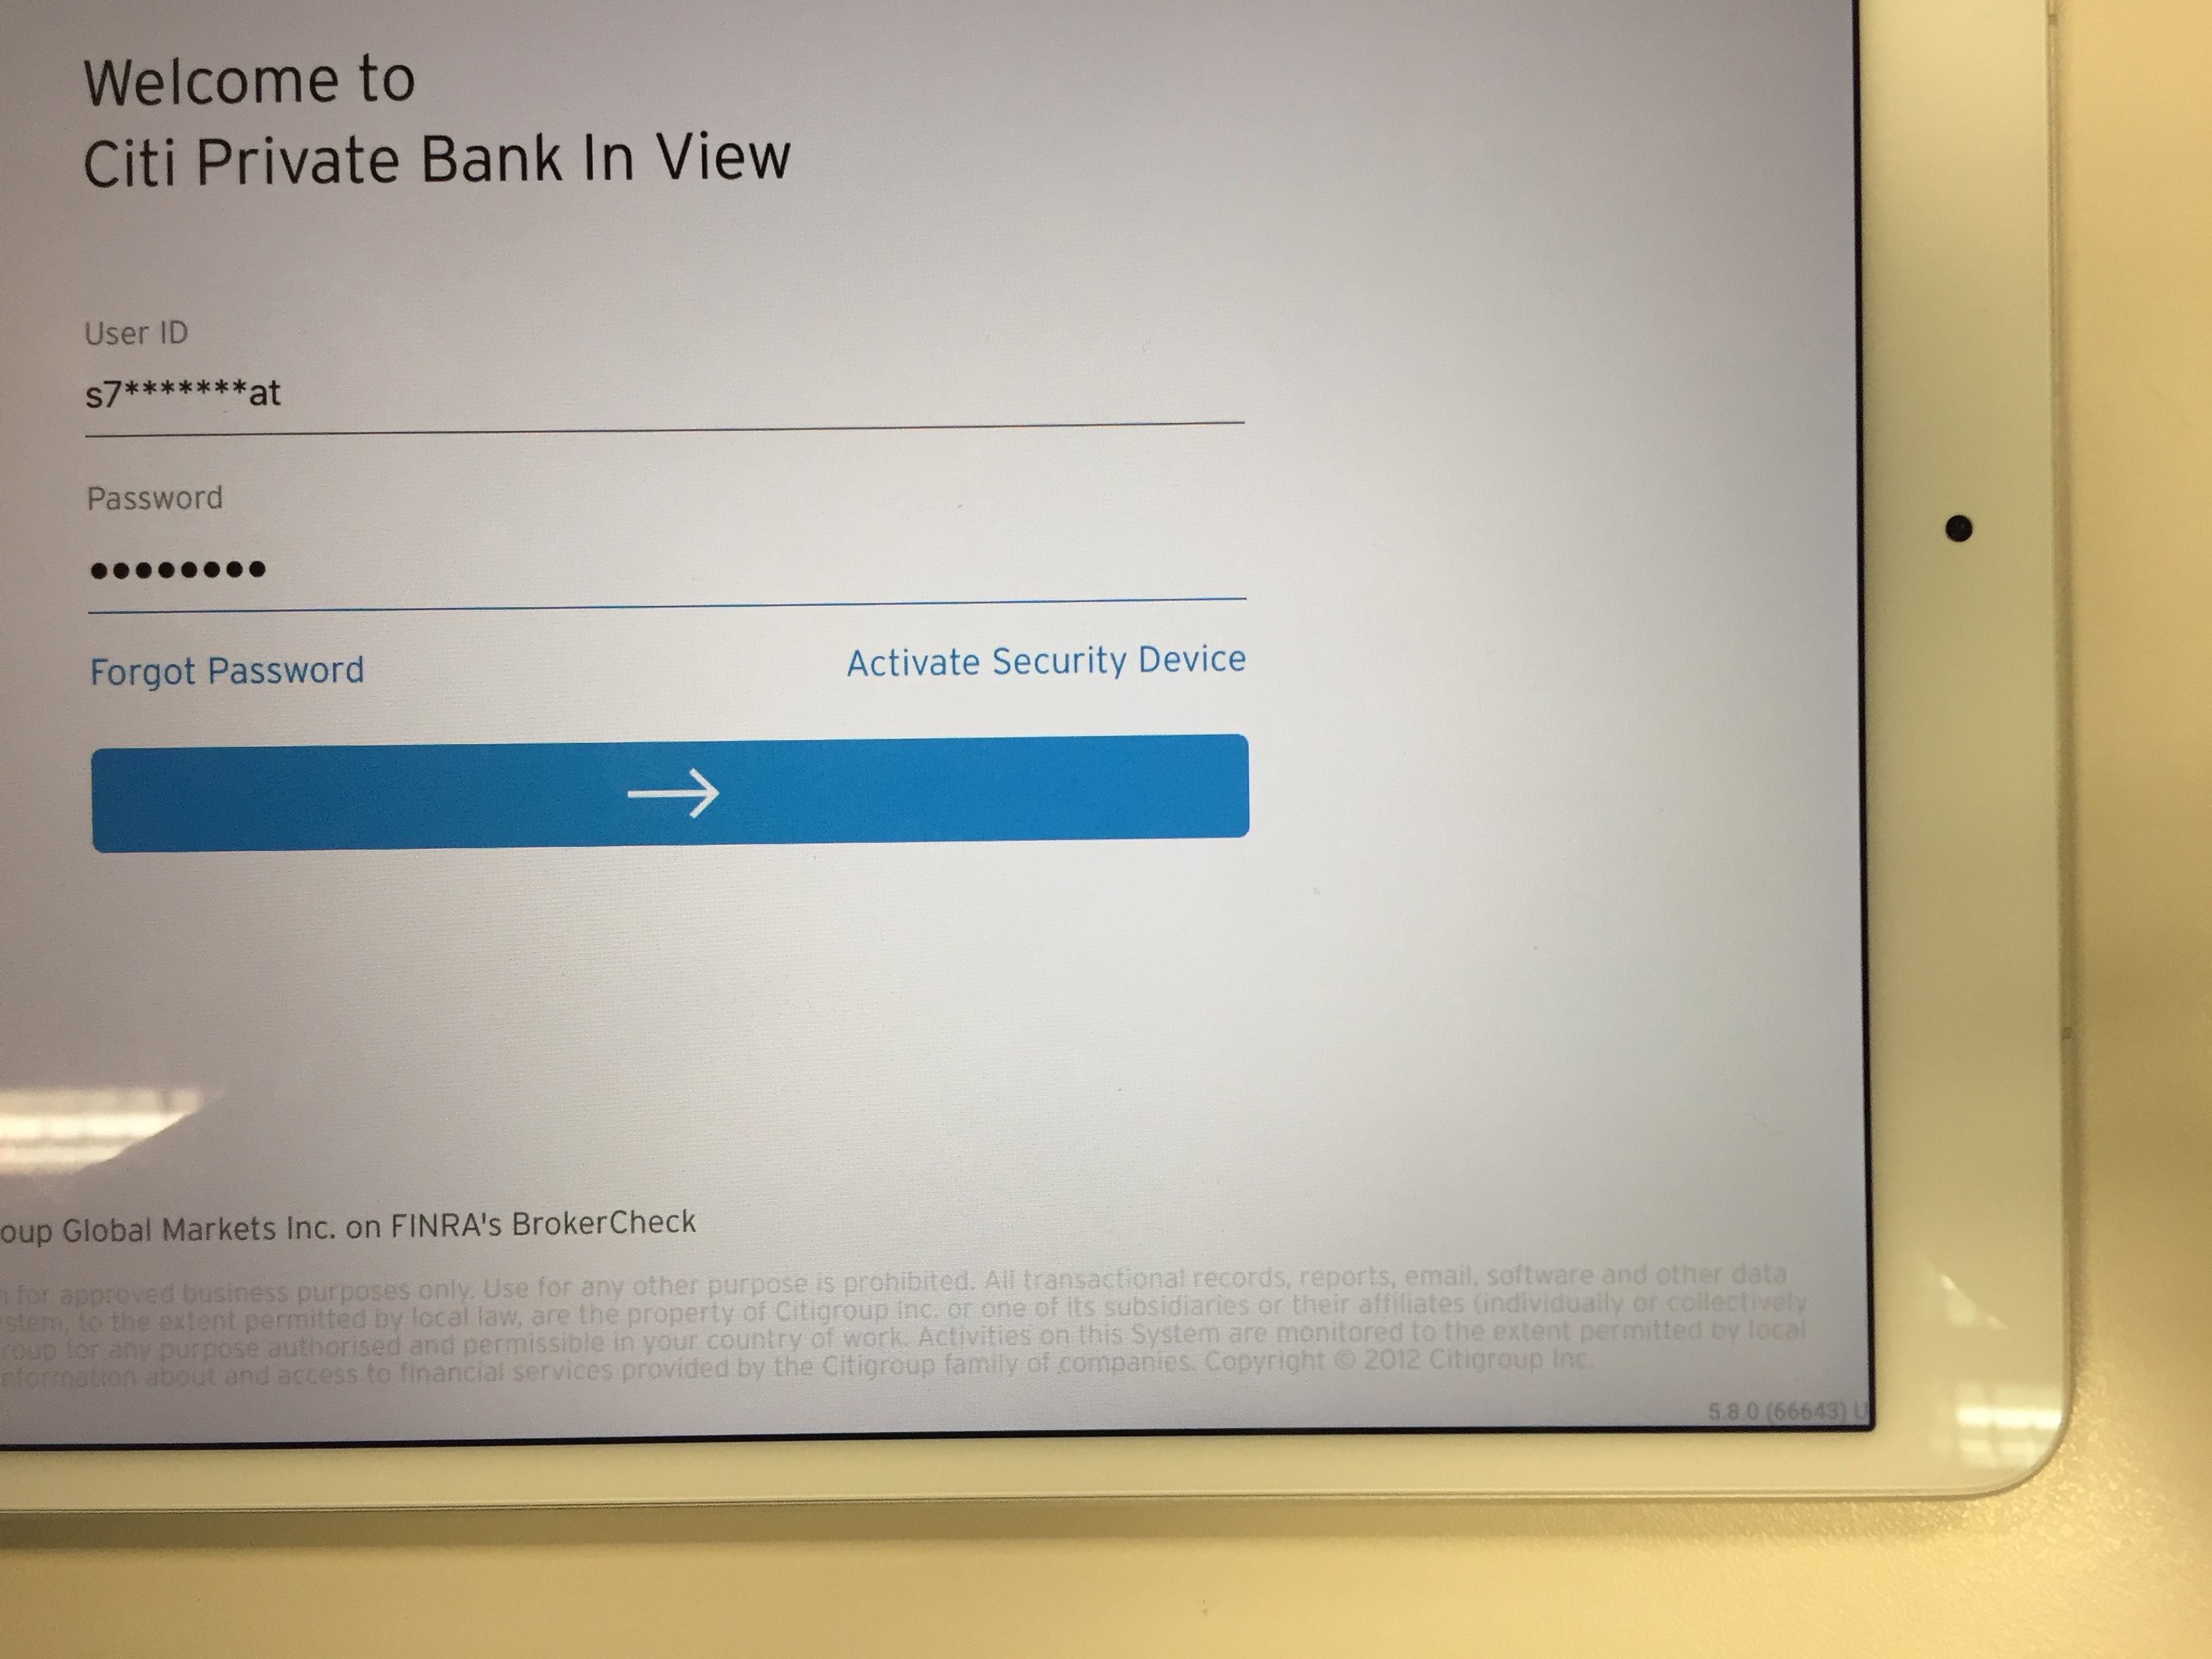 Welcome to
Citi Private Bank In View
User ID
s7*******at
Password
••••••••
Forgot Password
Activate Security Device
oup Global Markets Inc. on FINRA's BrokerCheck
for approved business purposes only. Use for any other purpose is prohibited. All transactional records, reports, email, software and other data
stem, to the extent permitted by local law, are the property of Citigroup Inc. or one of its subsidiaries or their affiliates (individually or collectively
roup for any purpose authorised and permissible in your country of work. Activities on this System are monitored to the extent permitted by local
nformation about and access to financial services provided by the Citigroup family of companies. Copyright © 2012 Citigroup Inc.
5.8.0 (66643) U